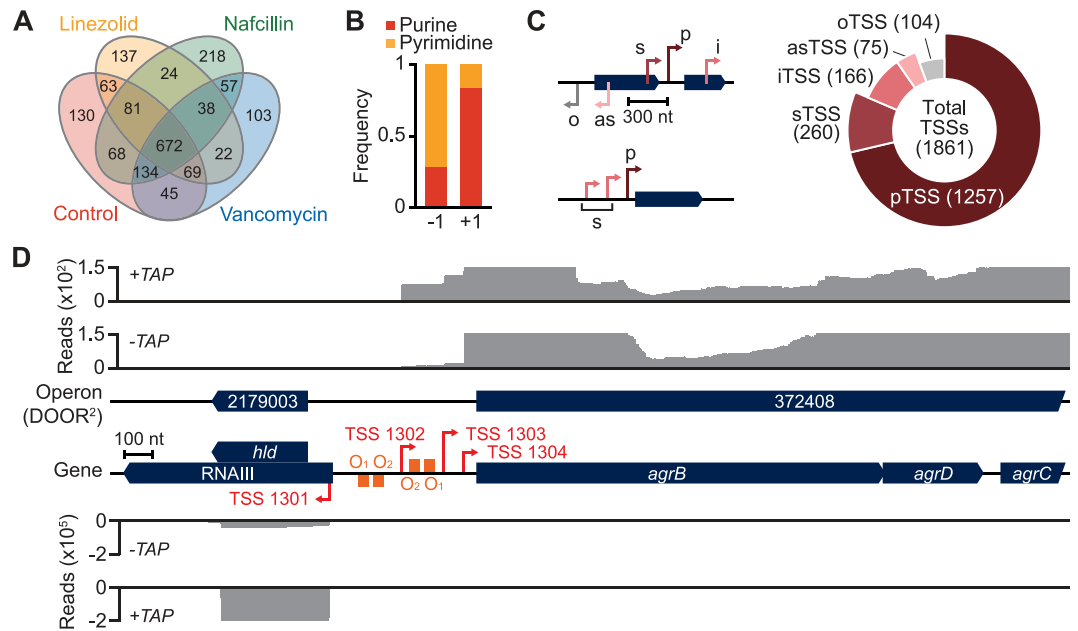 A
Linezolid
Nafcillin
137
218
24
63
57
130
81
38
103
672
68
22
134
69
45
Control
Vancomycin
B
Purine
Pyrimidine
Frequency
1
0.5
0
-1
+1
C
s
p
i
o
as
300 nt
p
s
oTSS (104)
asTSS (75)
iTSS (166)
sTSS
(260)
Total
TSSs
(1861)
pTSS (1257)
D
Reads (x10²)
1.5
0
+TAP
1.5
0
-TAP
Operon
(DOOR²)
2179003
372408
100 nt
Gene
hld
RNAIII
TSS 1301
O₁ O₂
TSS 1302
O₂ O₁
TSS 1303
TSS 1304
agrB
agrD
agrC
Reads (x10⁵)
0
-2
-TAP
0
-2
+TAP